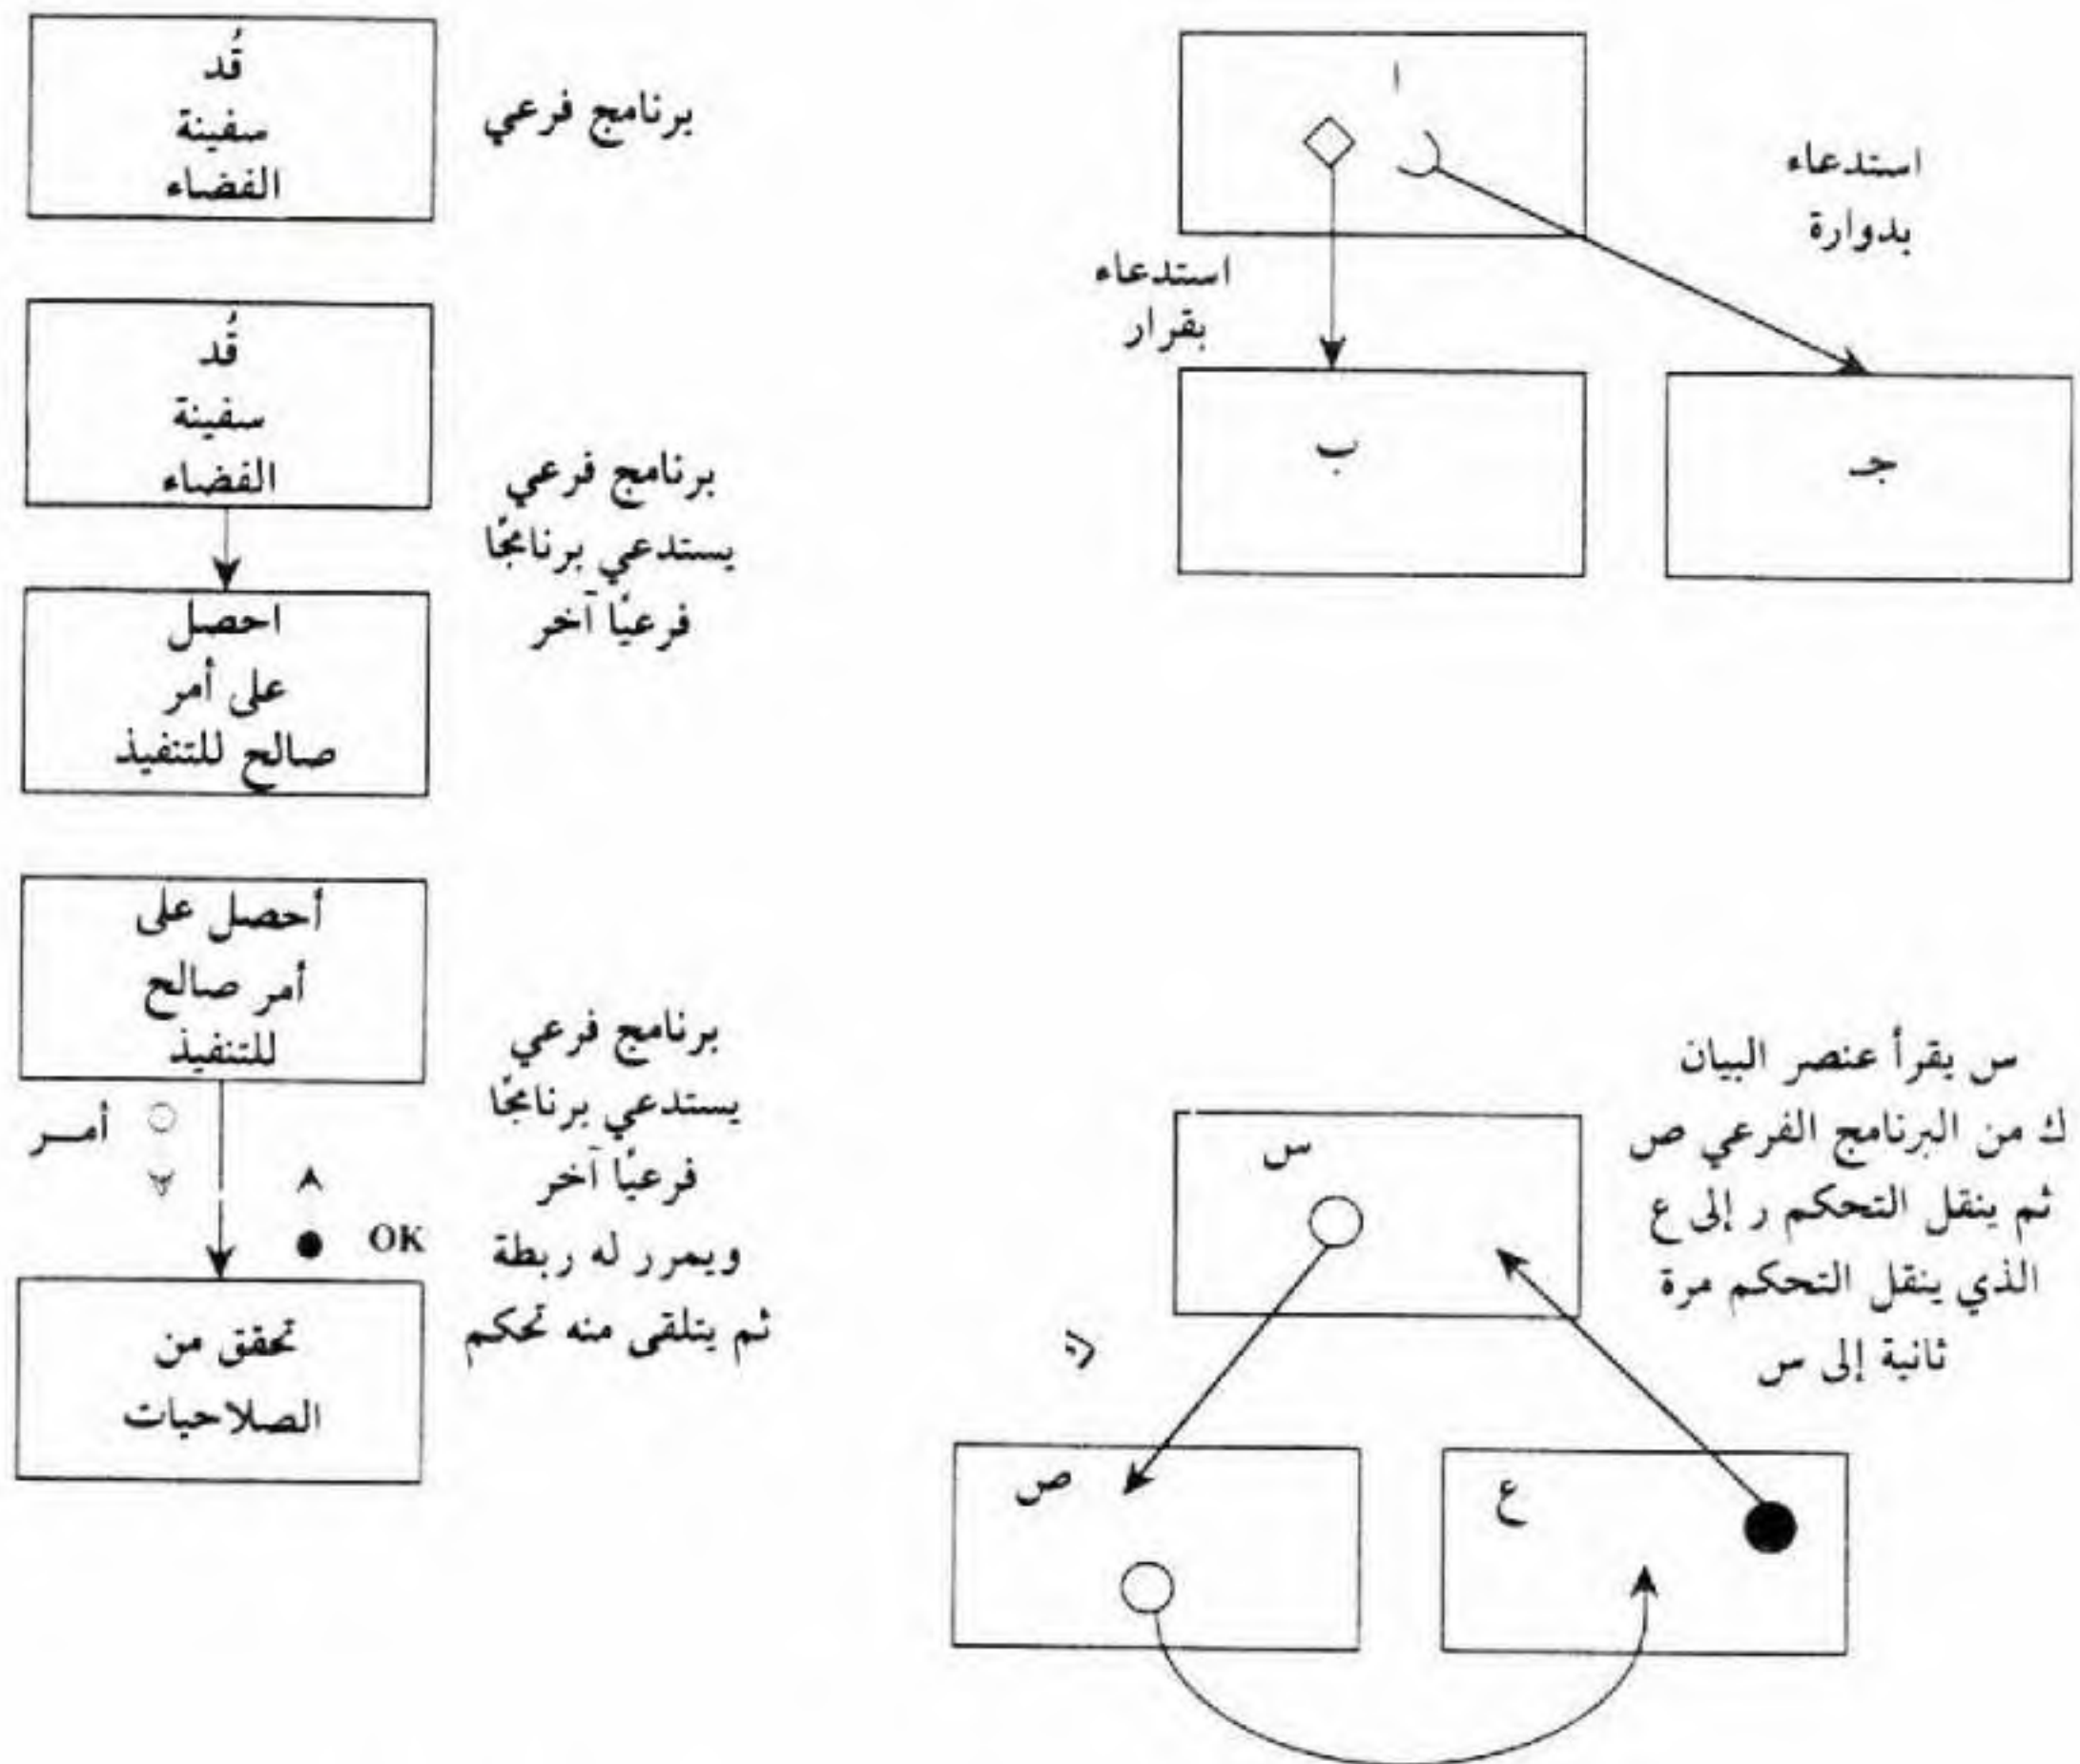 قُد
سفينة
الفضاء
برنامج فرعي
قُد
سفينة
الفضاء
احصل
على أمر
صالح للتنفيذ
برنامج فرعي
يستدعي برنامجًا
فرعيًا آخر
أحصل على
أمر صالح
للتنفيذ
أمـر
OK
تحقق من
الصلاحيات
برنامج فرعي
يستدعي برنامجًا
فرعيًا آخر
ويمرر له ربطة
ثم يتلقى منه تحكم
ا
استدعاء
بدوارة
استدعاء
بقرار
ب
جـ
س يقرأ عنصر البيان
ك من البرنامج الفرعي ص
ثم ينقل التحكم ر إلى ع
الذي ينقل التحكم مرة
ثانية إلى س
س
ص
ع